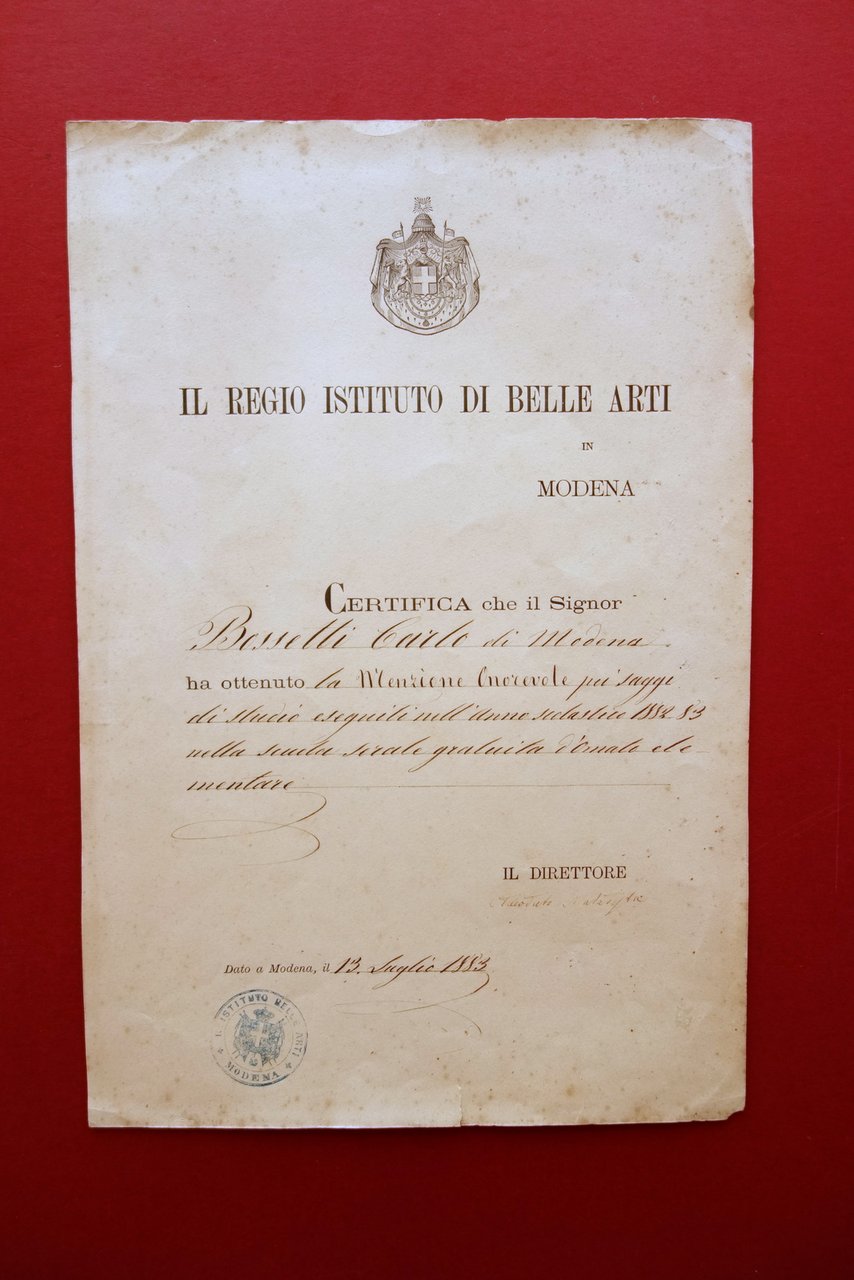 IL REGIO ISTITUTO DI BELLE ARTI
IN
MODENA
CERTIFICA che il Signor
Bosselli Carlo di Modena
ha ottenuto la Menzione Onorevole pei saggi
di studio eseguiti nell'anno scolastico 1882 83
nella scuola serale gratuita d'Ornato ele-
mentare
IL DIRETTORE
Dato a Modena, il 13. Luglio 1883
R. ISTITUTO BELLE ARTI
MODENA